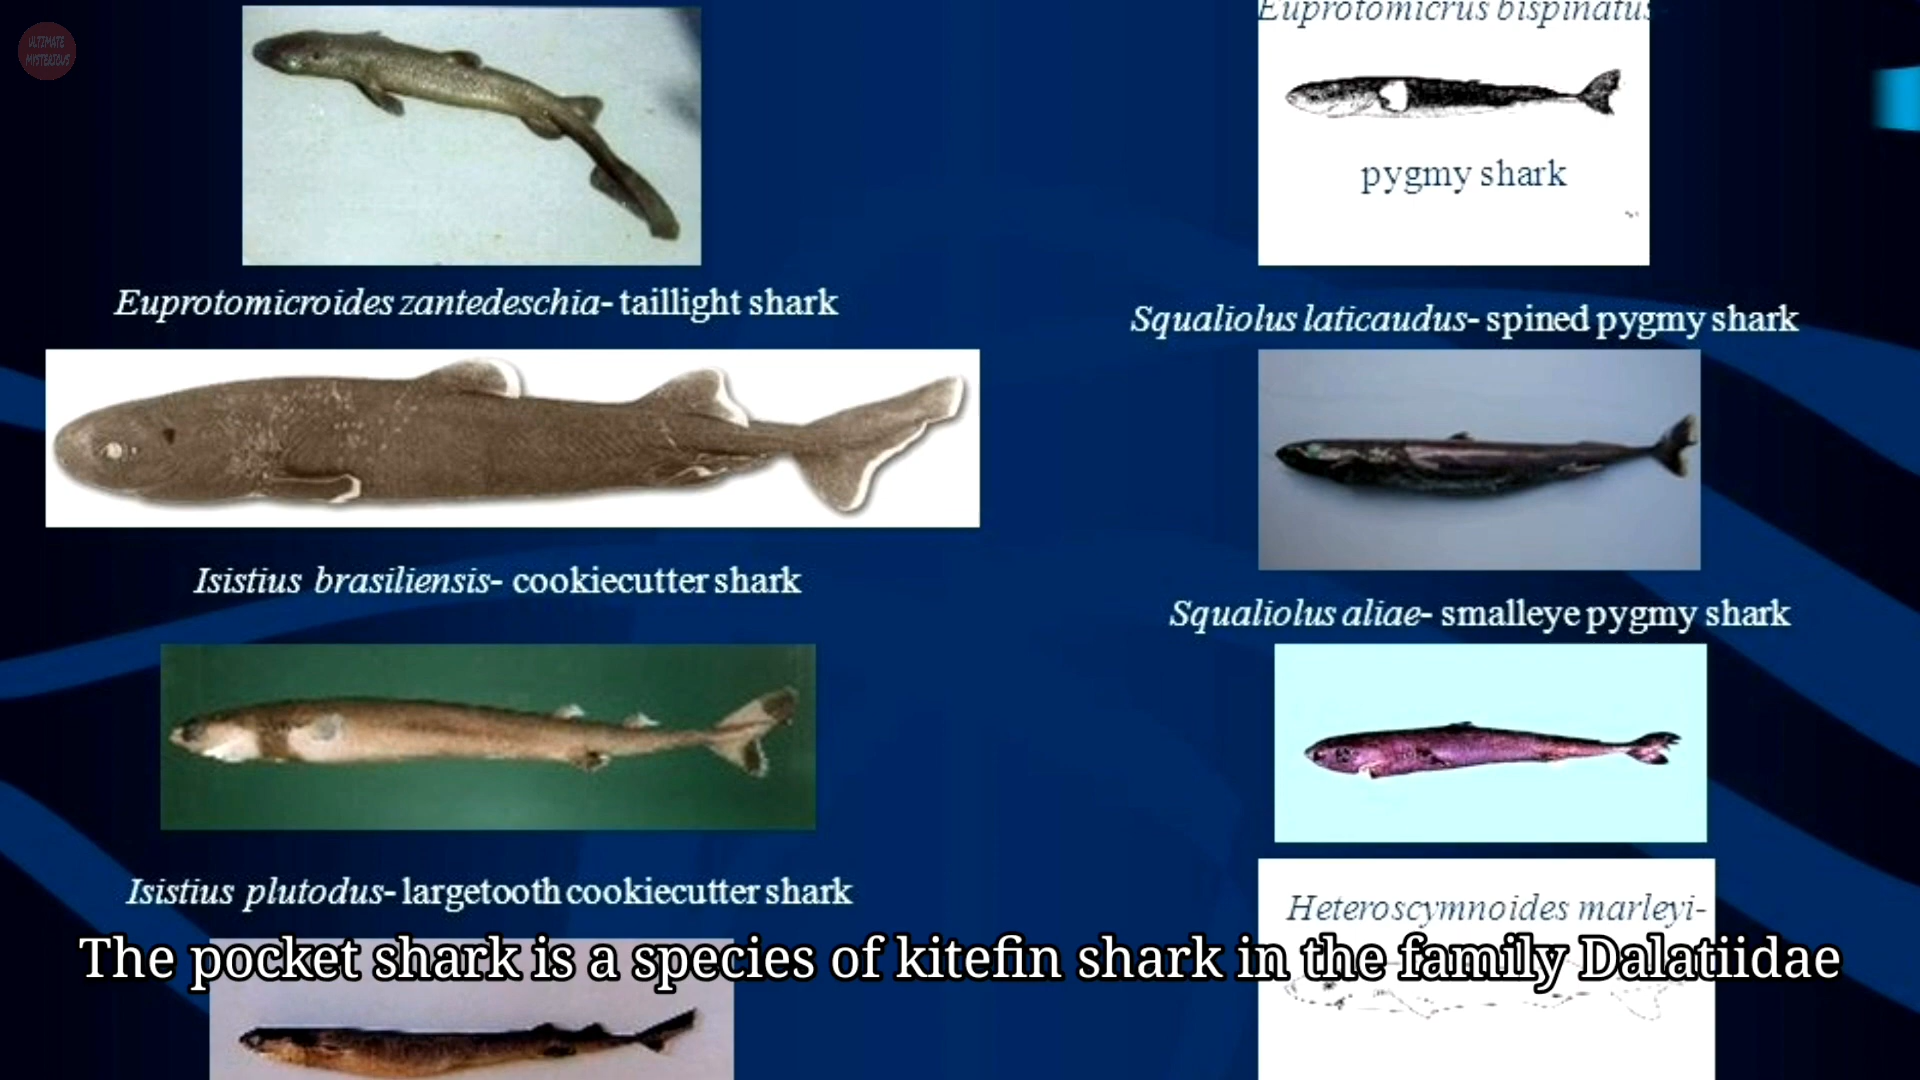 ULTIMATE
MYSTERIOUS
Euprotomicrus bispinatus-
pygmy shark
Euprotomicroides zantedeschia- taillight shark
Squaliolus laticaudus- spined pygmy shark
Isistius brasiliensis- cookiecutter shark
Squaliolus aliae- smalleye pygmy shark
Isistius plutodus- largetooth cookiecutter shark
Heteroscymnoides marleyi-
The pocket shark is a species of kitefin shark in the family Dalatiidae